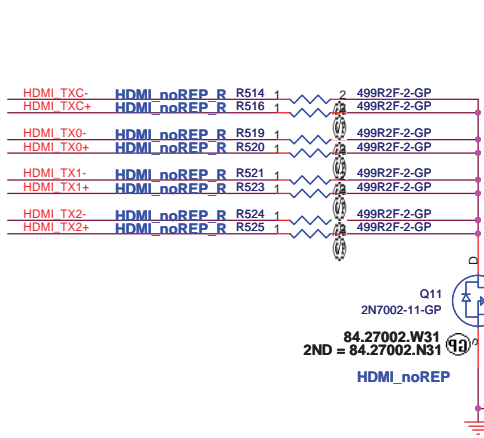 HDMI_TXC- HDMI_noREP_R R514 1 2 499R2F-2-GP
HDMI_TXC+ HDMI_noREP_R R516 1 499R2F-2-GP
HDMI_TX0- HDMI_noREP_R R519 1 499R2F-2-GP
HDMI_TX0+ HDMI_noREP_R R520 1 499R2F-2-GP
HDMI_TX1- HDMI_noREP_R R521 1 499R2F-2-GP
HDMI_TX1+ HDMI_noREP_R R523 1 499R2F-2-GP
HDMI_TX2- HDMI_noREP_R R524 1 499R2F-2-GP
HDMI_TX2+ HDMI_noREP_R R525 1 499R2F-2-GP
D
Q11
2N7002-11-GP
84.27002.W31
2ND = 84.27002.N31
GP
S
HDMI_noREP